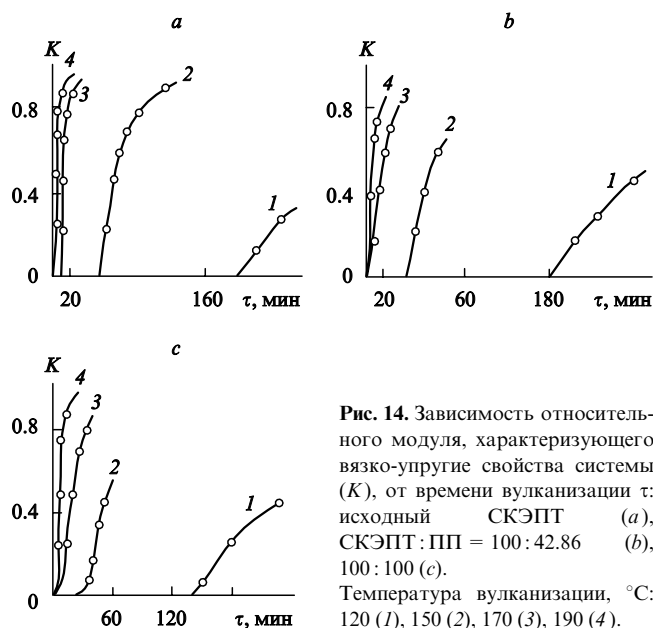 a
K
4
3
2
1
0.8
0.4
0
20
160
τ, мин
b
K
4
3
2
1
0.8
0.4
0
20
60
180
τ, мин
c
K
4
3
2
1
0.8
0.4
0
60
120
τ, мин
Рис. 14. Зависимость относитель-
ного модуля, характеризующего
вязко-упругие свойства системы
(K), от времени вулканизации τ:
исходный СКЭПТ (a),
СКЭПТ : ПП = 100 : 42.86 (b),
100 : 100 (c).
Температура вулканизации, °C:
120 (1), 150 (2), 170 (3), 190 (4).